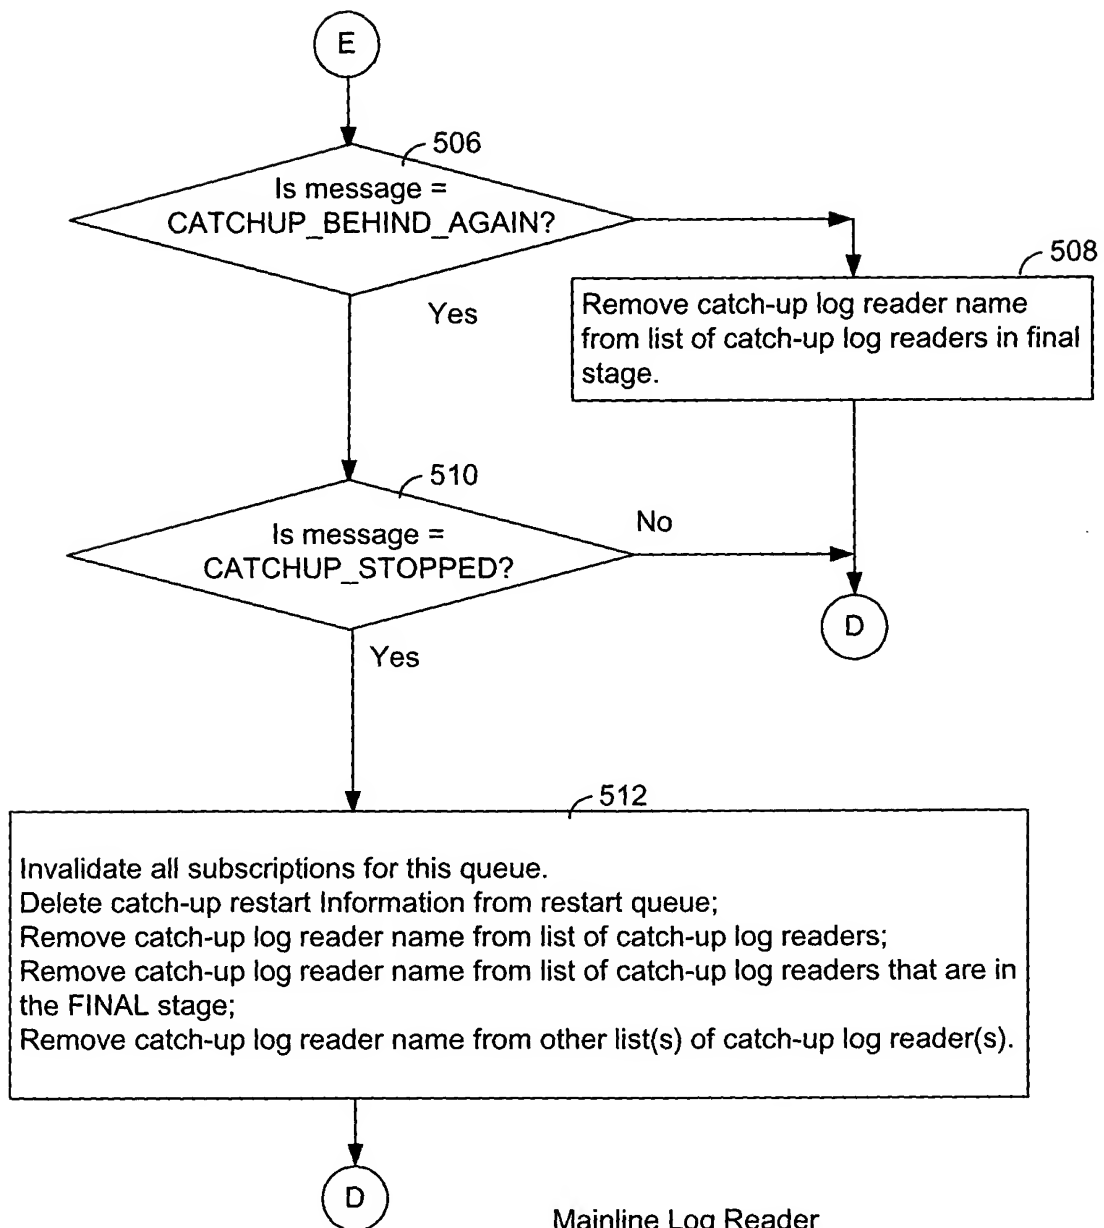 E
506
Is message =
CATCHUP_BEHIND_AGAIN?
508
Yes
Remove catch-up log reader name
from list of catch-up log readers in final
stage.
510
Is message =
CATCHUP_STOPPED?
No
D
Yes
512
Invalidate all subscriptions for this queue.
Delete catch-up restart Information from restart queue;
Remove catch-up log reader name from list of catch-up log readers;
Remove catch-up log reader name from list of catch-up log readers that are in
the FINAL stage;
Remove catch-up log reader name from other list(s) of catch-up log reader(s).
D
Mainline Log Reader